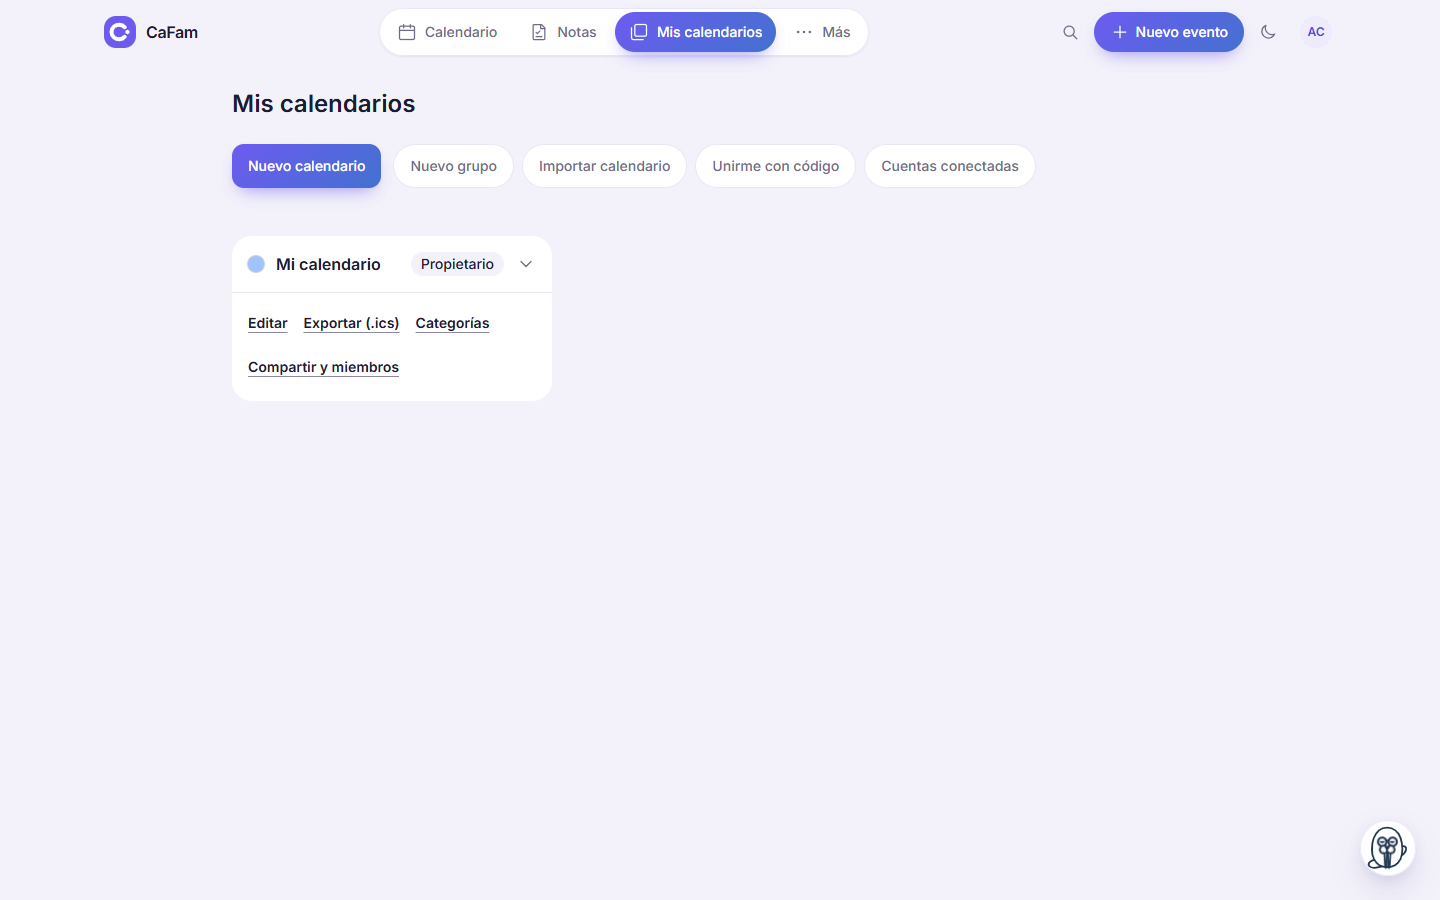 CaFam
Calendario
Notas
Mis calendarios
Más
Nuevo evento
AC
Mis calendarios
Nuevo calendario
Nuevo grupo
Importar calendario
Unirme con código
Cuentas conectadas
Mi calendario
Propietario
Editar
Exportar (.ics)
Categorías
Compartir y miembros